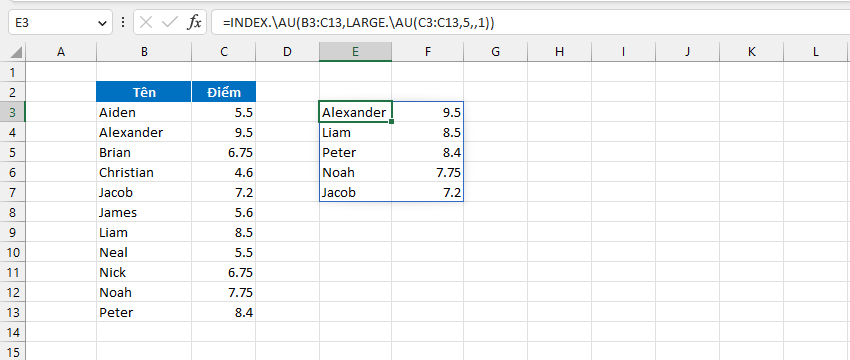 E3 fx =INDEX.\AU(B3:C13,LARGE.\AU(C3:C13,5,,1))
A B C D E F G H I J K L
1
2 Tên Điểm
3 Aiden 5.5 Alexander 9.5
4 Alexander 9.5 Liam 8.5
5 Brian 6.75 Peter 8.4
6 Christian 4.6 Noah 7.75
7 Jacob 7.2 Jacob 7.2
8 James 5.6
9 Liam 8.5
10 Neal 5.5
11 Nick 6.75
12 Noah 7.75
13 Peter 8.4
14
15